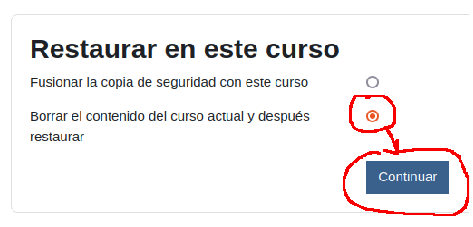 Restaurar en este curso
Fusionar la copia de seguridad con este curso
Borrar el contenido del curso actual y después
restaurar
Continuar